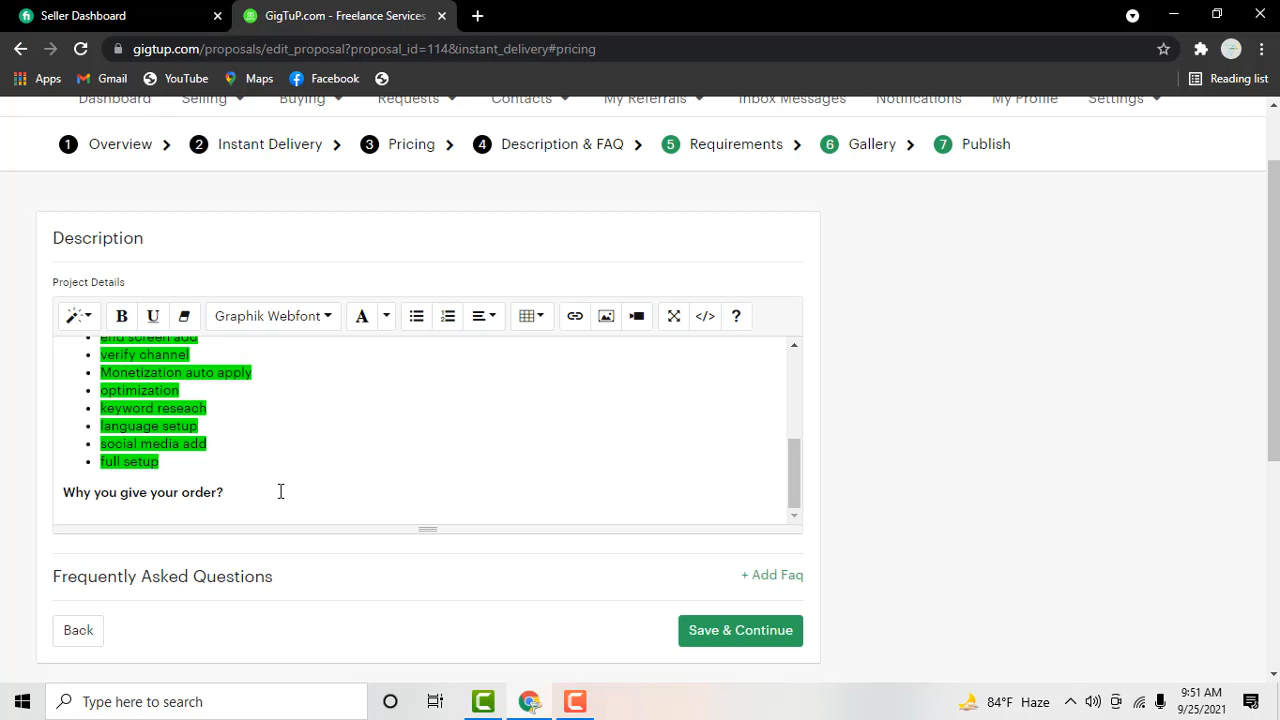 Seller Dashboard
GigTuP.com - Freelance Services
gigtup.com/proposals/edit_proposal?proposal_id=114&instant_delivery#pricing
Apps Gmail YouTube Maps Facebook Reading list
Dashboard Selling Buying Requests Contacts My Referrals Inbox Messages Notifications My Profile Settings
1 Overview 2 Instant Delivery 3 Pricing 4 Description & FAQ 5 Requirements 6 Gallery 7 Publish
Description
Project Details
B U Graphik Webfont A </> ?
end screen add
verify channel
Monetization auto apply
optimization
keyword reseach
language setup
social media add
full setup
Why you give your order?
Frequently Asked Questions + Add Faq
Back Save & Continue
Type here to search 84°F Haze 9:51 AM
9/25/2021